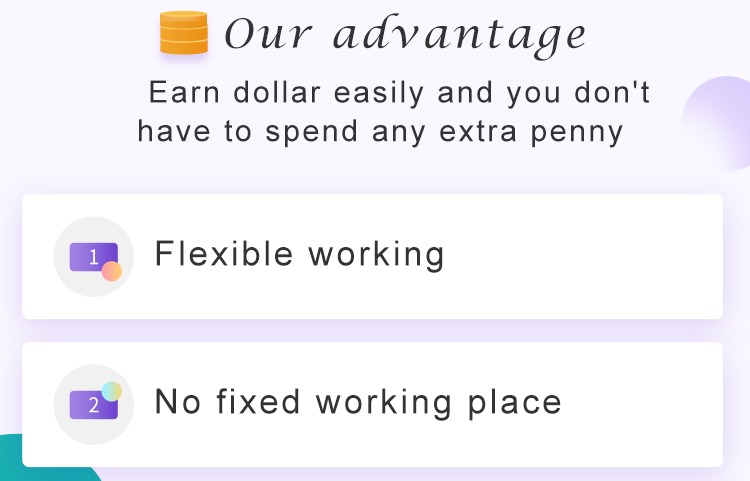 Our advantage
Earn dollar easily and you don't
have to spend any extra penny
1
Flexible working
2
No fixed working place